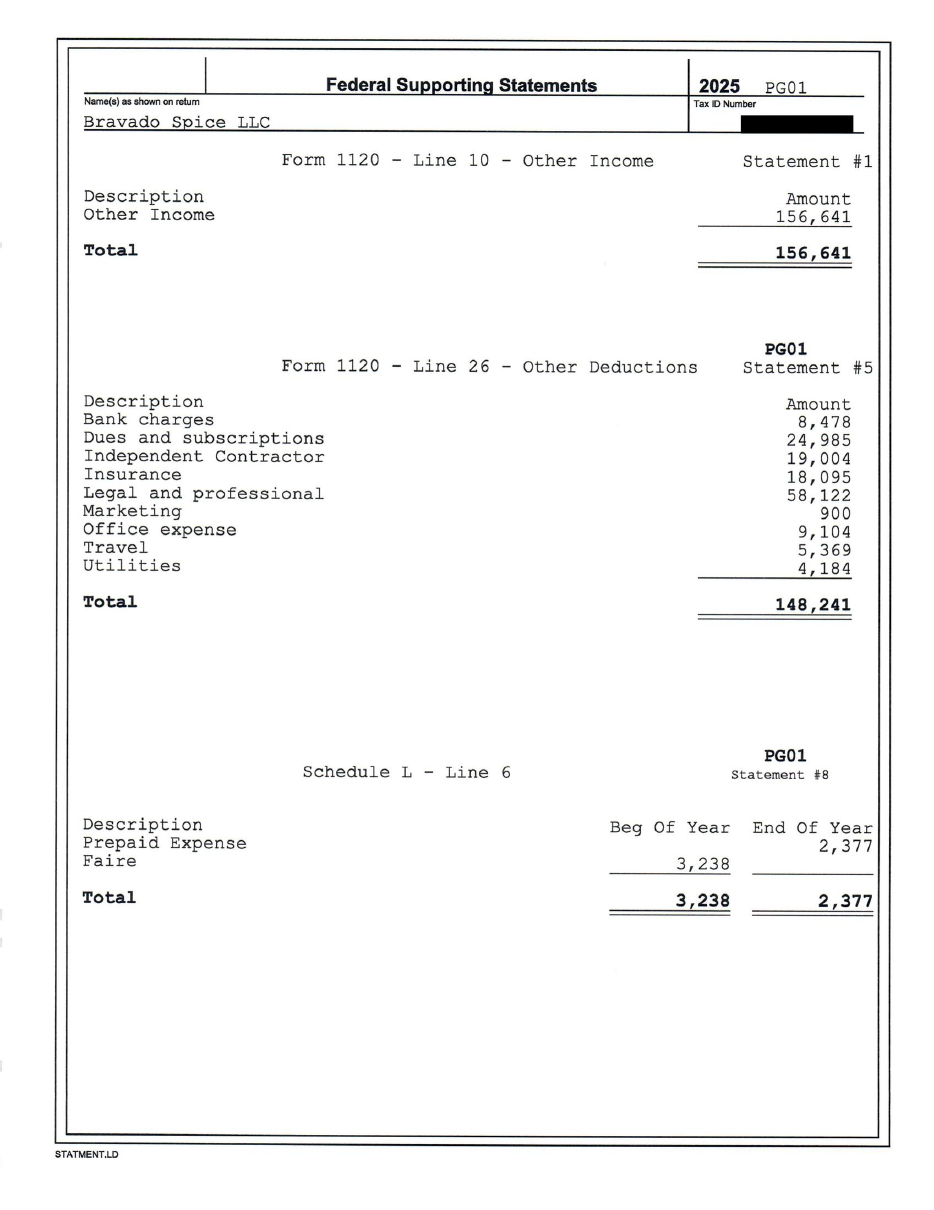 Federal Supporting Statements
2025 PG01
Name(s) as shown on return
Tax ID Number
Bravado Spice LLC
Form 1120 - Line 10 - Other Income Statement #1
Description Amount
Other Income 156,641
Total 156,641
PG01
Form 1120 - Line 26 - Other Deductions Statement #5
Description Amount
Bank charges 8,478
Dues and subscriptions 24,985
Independent Contractor 19,004
Insurance 18,095
Legal and professional 58,122
Marketing 900
Office expense 9,104
Travel 5,369
Utilities 4,184
Total 148,241
PG01
Schedule L - Line 6 Statement #8
Description Beg Of Year End Of Year
Prepaid Expense 2,377
Faire 3,238
Total 3,238 2,377
STATMENT.LD